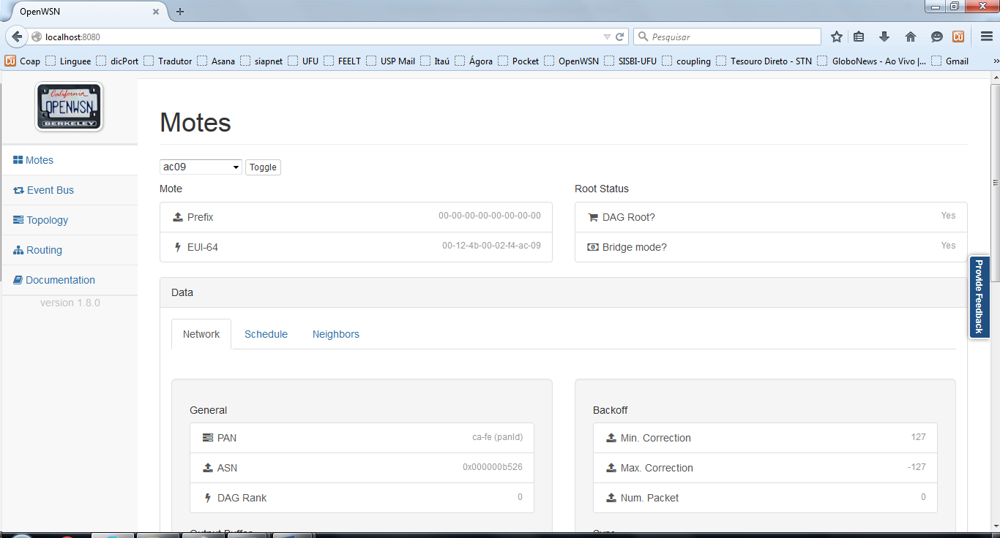 OpenWSN
localhost:8080
Pesquisar
Coap Linguee dicPort Tradutor Asana siapnet UFU FEELT USP Mail Itaú Ágora Pocket OpenWSN SISBI-UFU coupling Tesouro Direto - STN GloboNews - Ao Vivo |... Gmail
California
OPENWSN
BERKELEY
Motes
Event Bus
Topology
Routing
Documentation
version 1.8.0
Motes
ac09 Toggle
Mote
Prefix 00-00-00-00-00-00-00-00
EUI-64 00-12-4b-00-02-f4-ac-09
Root Status
DAG Root? Yes
Bridge mode? Yes
Data
Network Schedule Neighbors
General
PAN ca-fe (panId)
ASN 0x000000b526
DAG Rank 0
Output Buffer
Backoff
Min. Correction 127
Max. Correction -127
Num. Packet 0
Sync
Provide Feedback